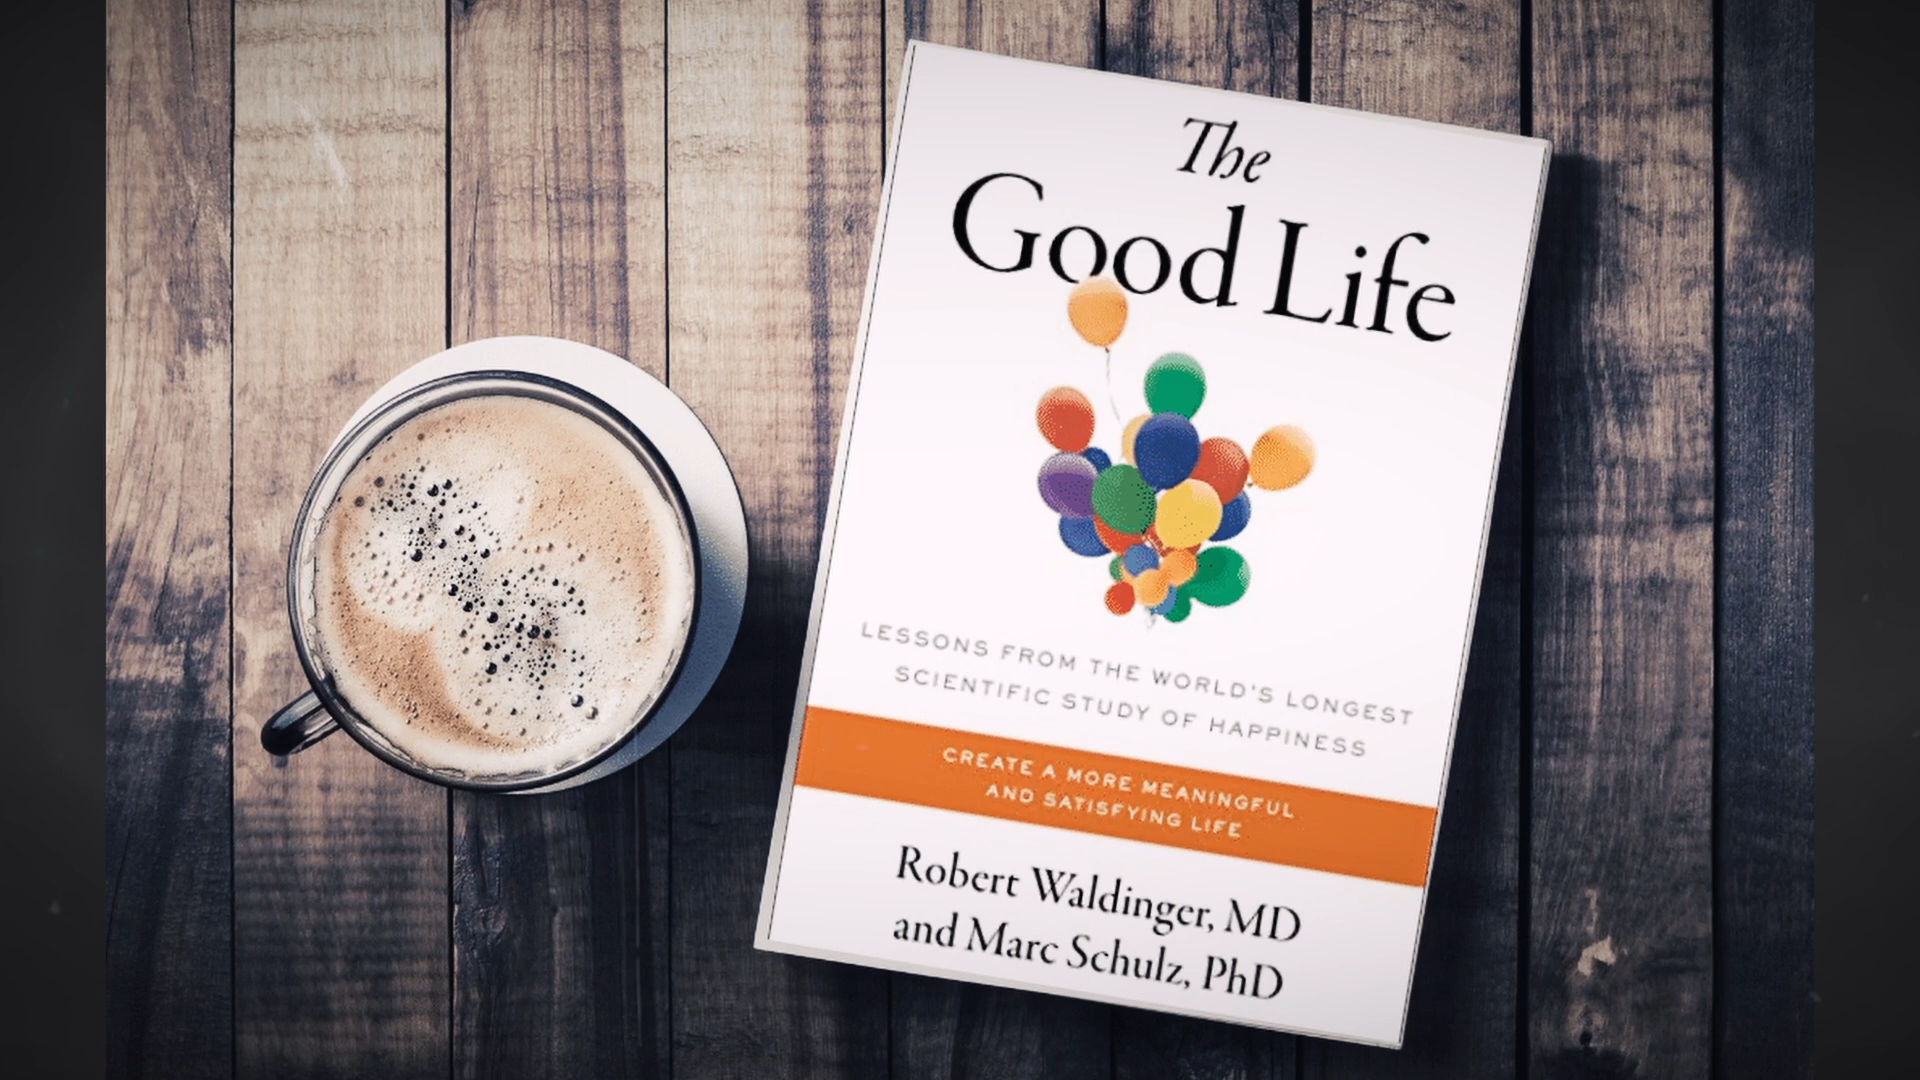 The
Good Life
LESSONS FROM THE WORLD'S LONGEST
SCIENTIFIC STUDY OF HAPPINESS
CREATE A MORE MEANINGFUL
AND SATISFYING LIFE
Robert Waldinger, MD
and Marc Schulz, PhD